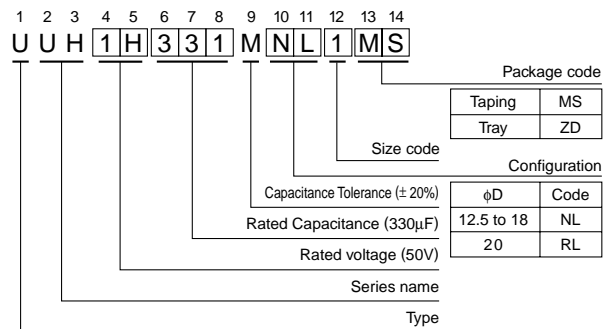 1 2 3 4 5 6 7 8 9 10 11 12 13 14
U U H 1 H 3 3 1 M N L 1 M S
Package code
Taping MS
Tray ZD
Size code
Configuration
Capacitance Tolerance (± 20%)
ϕD Code
12.5 to 18 NL
20 RL
Rated Capacitance (330µF)
Rated voltage (50V)
Series name
Type